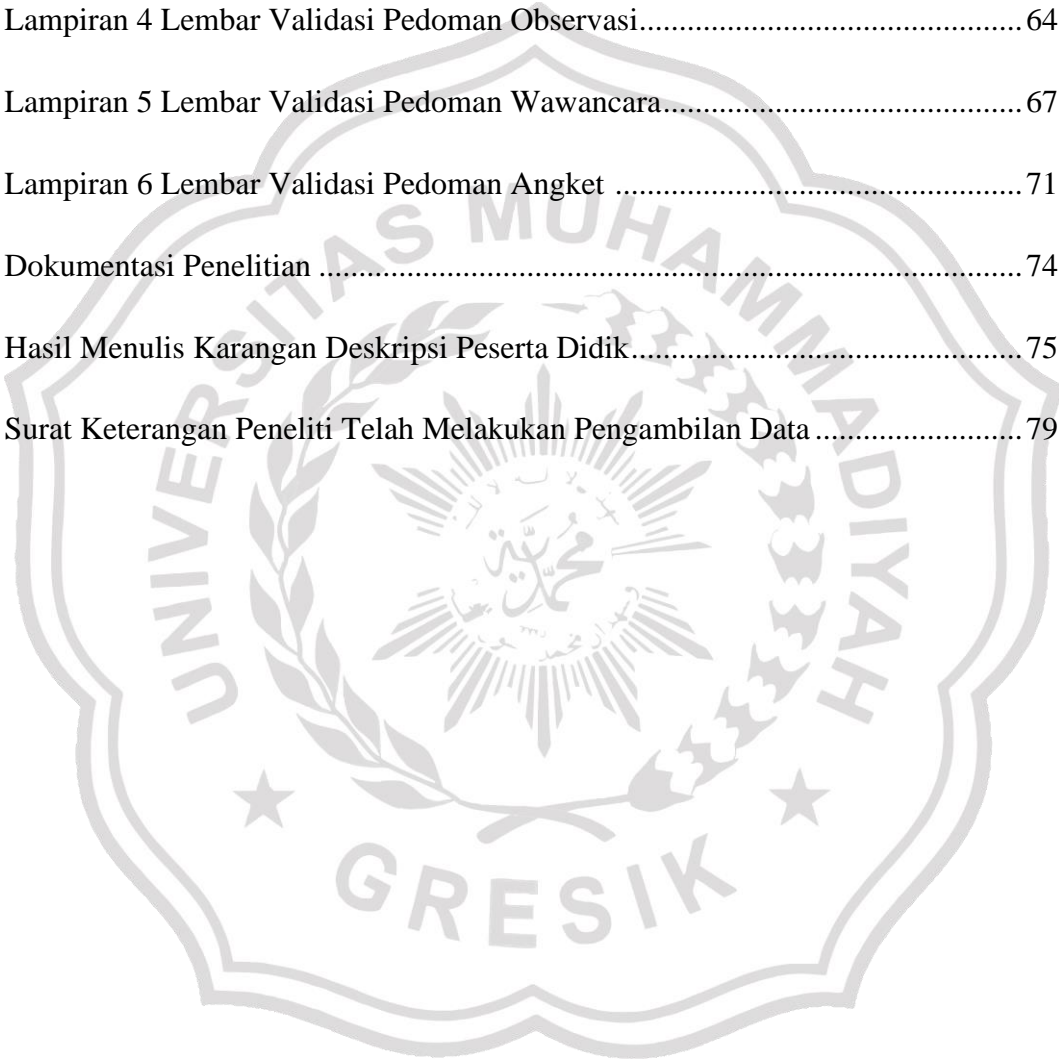 Lampiran 4 Lembar Validasi Pedoman Observasi................................................ 64
Lampiran 5 Lembar Validasi Pedoman Wawancara............................................. 67
Lampiran 6 Lembar Validasi Pedoman Angket ................................................... 71
Dokumentasi Penelitian ........................................................................................ 74
Hasil Menulis Karangan Deskripsi Peserta Didik................................................. 75
Surat Keterangan Peneliti Telah Melakukan Pengambilan Data .......................... 79
UNIVERSITAS MUHAMMADIYAH
GRESIK